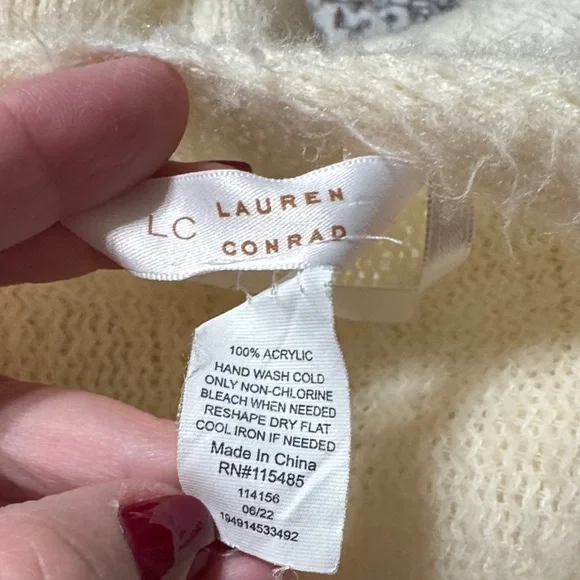 LC LAUREN
CONRAD
100% ACRYLIC
HAND WASH COLD
ONLY NON-CHLORINE
BLEACH WHEN NEEDED
RESHAPE DRY FLAT
COOL IRON IF NEEDED
Made In China
RN#115485
114156
06/22
194914533492